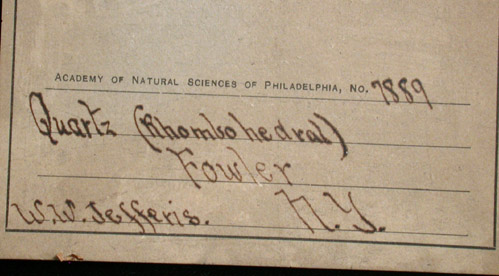 ACADEMY OF NATURAL SCIENCES OF PHILADELPHIA, NO. 7889
Quartz (Rhombohedral)
Fowler
W.W. Jefferis. N.Y.